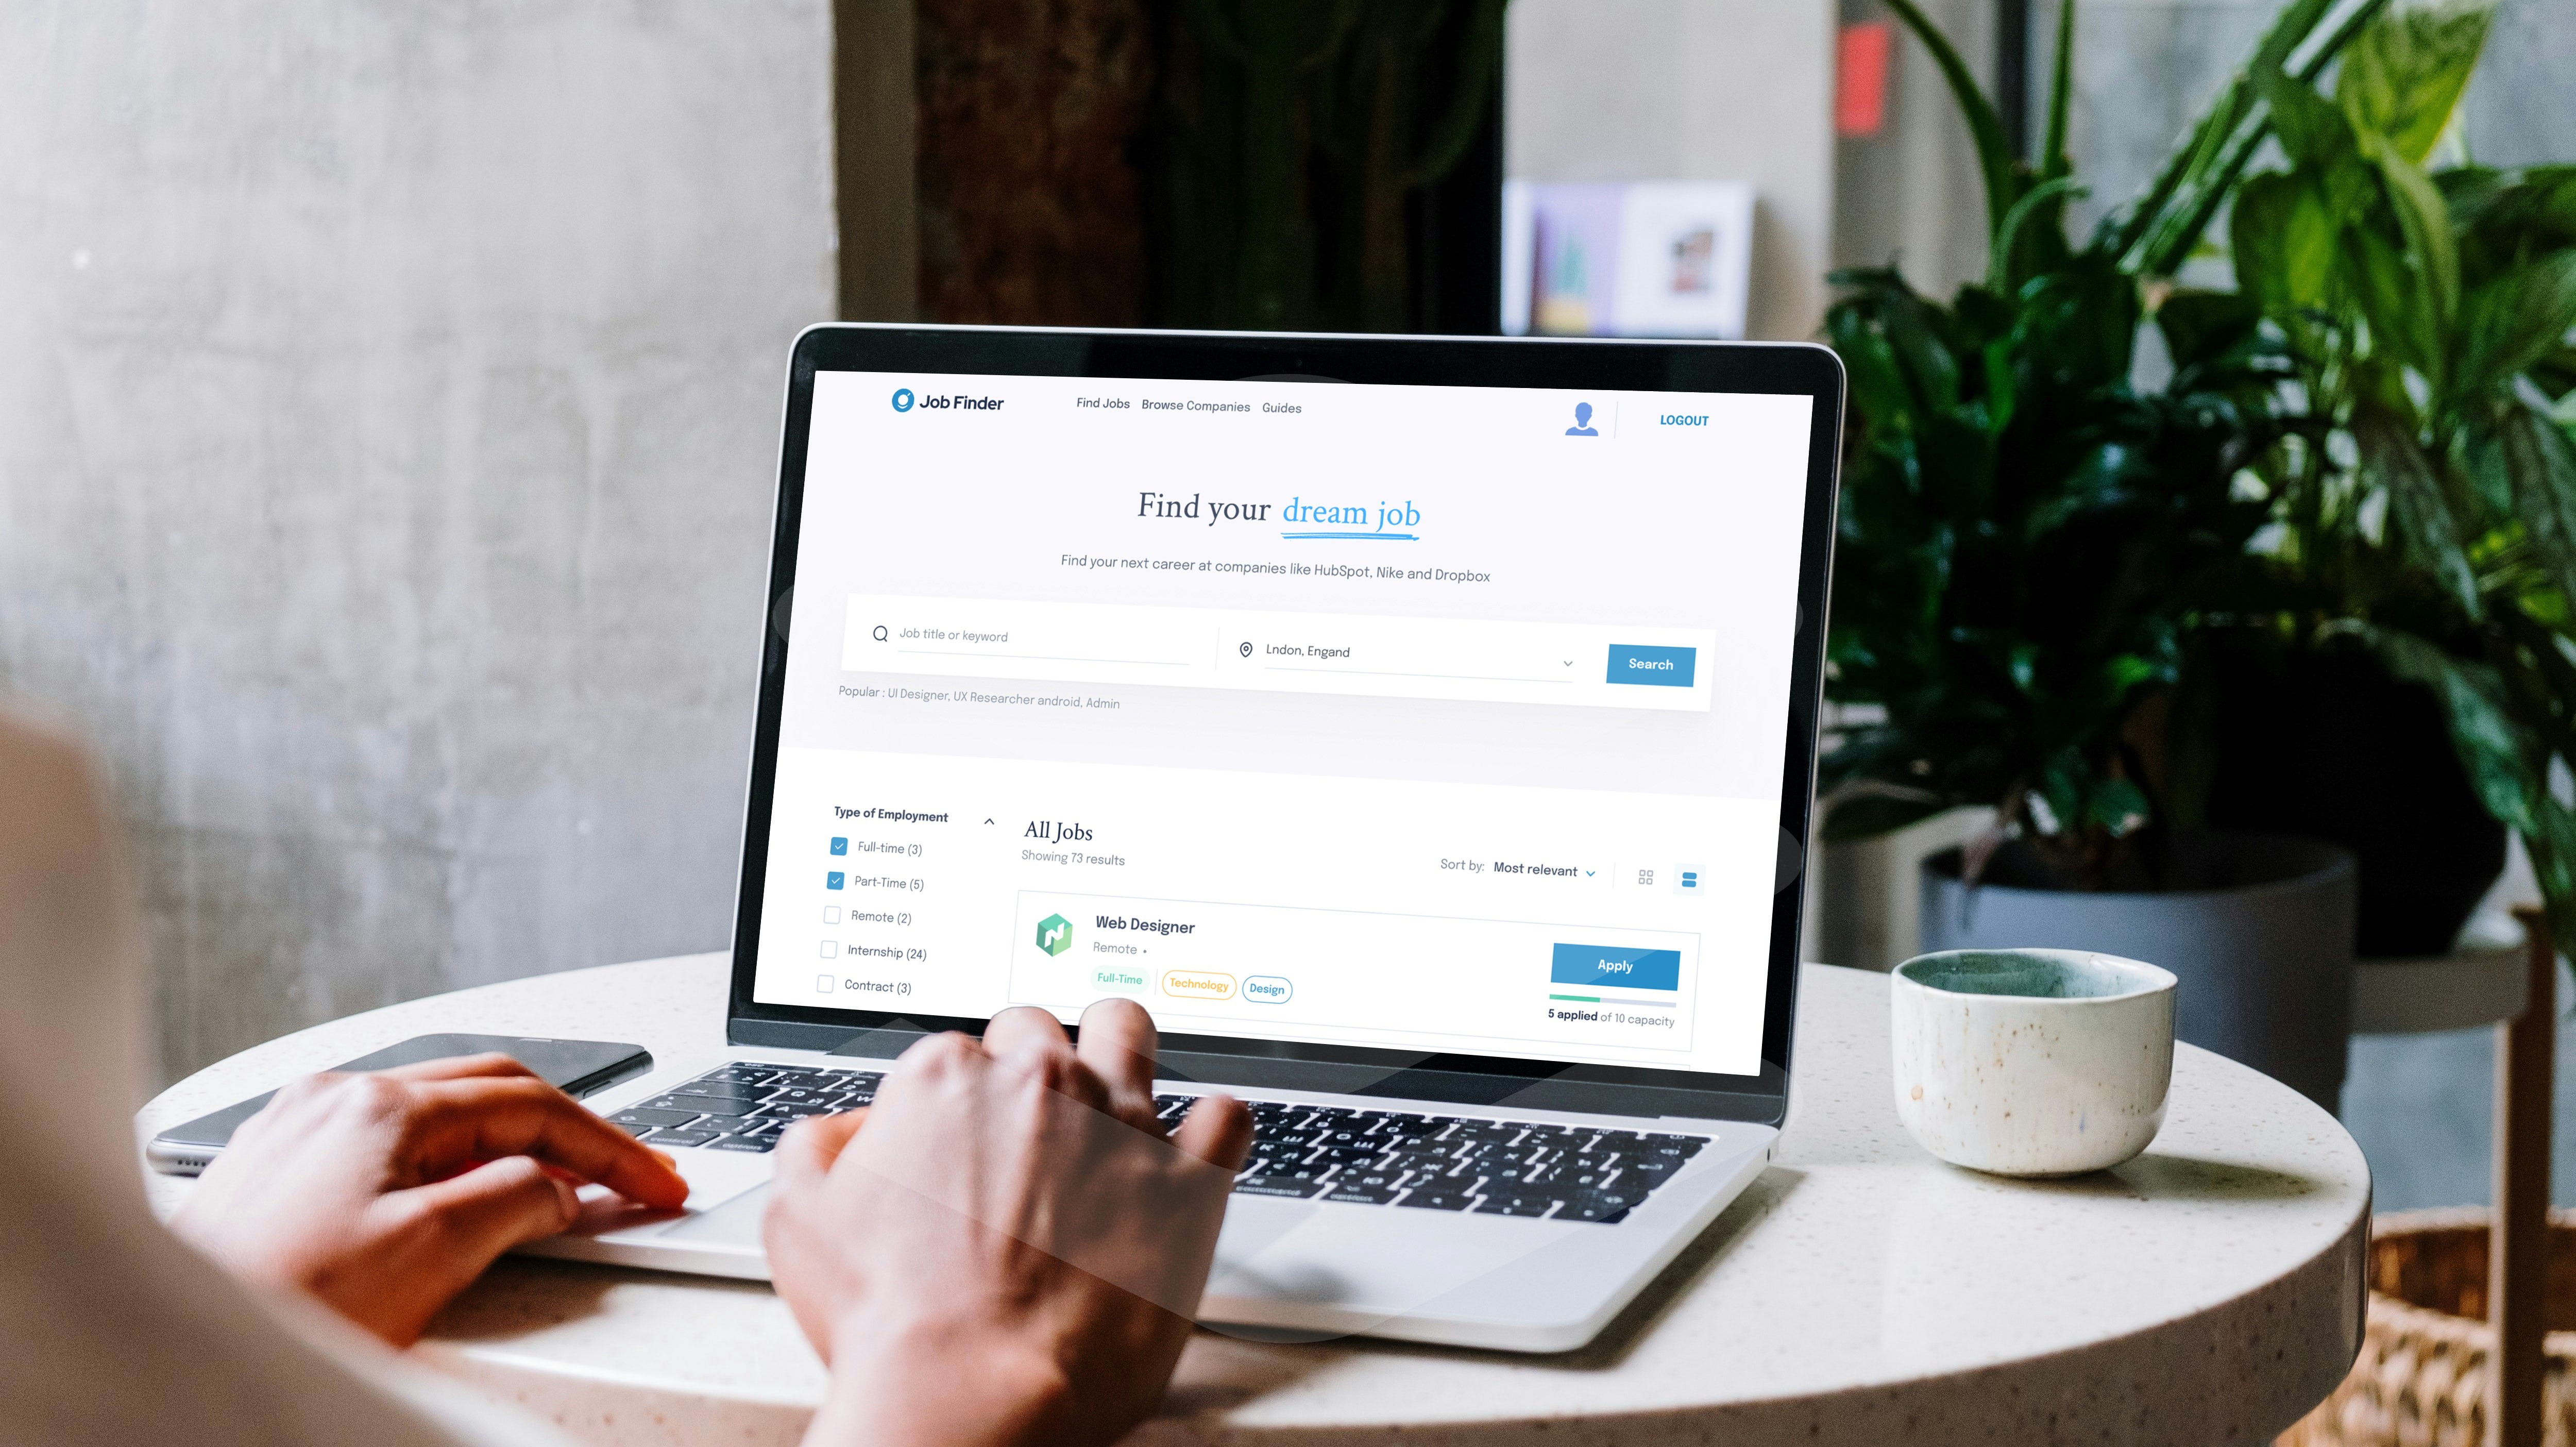 Job Finder
Find Jobs Browse Companies Guides
LOGOUT
Find your dream job
Find your next career at companies like HubSpot, Nike and Dropbox
Job title or keyword
Lndon, Engand
Search
Popular : UI Designer, UX Researcher android, Admin
Type of Employment
Full-time (3)
Part-Time (5)
Remote (2)
Internship (24)
Contract (3)
All Jobs
Showing 73 results
Sort by: Most relevant
Web Designer
Remote •
Full-Time Technology Design
Apply
5 applied of 10 capacity